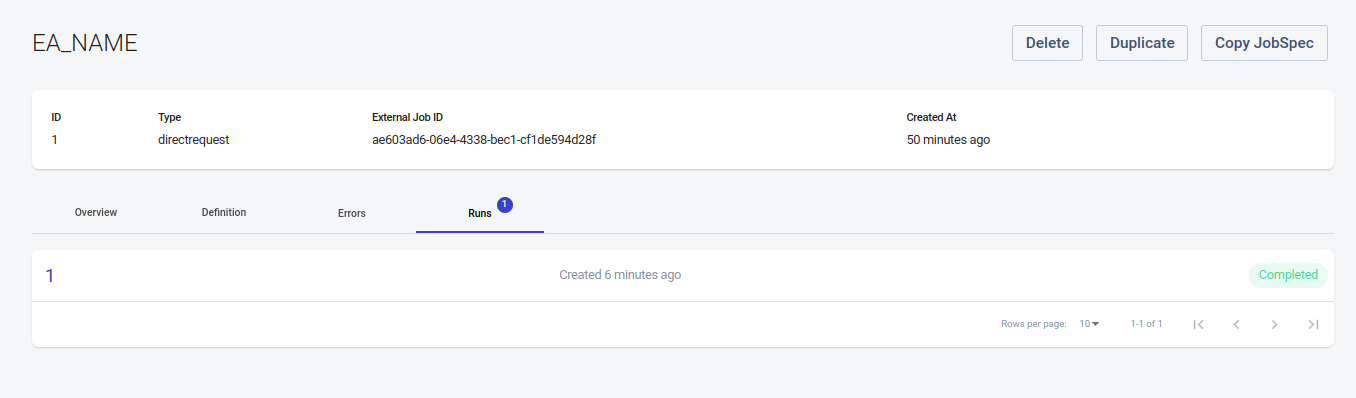 EA_NAME
Delete Duplicate Copy JobSpec
ID Type External Job ID Created At
1 directrequest ae603ad6-06e4-4338-bec1-cf1de594d28f 50 minutes ago
Overview Definition Errors Runs 1
1 Created 6 minutes ago Completed
Rows per page: 10 1-1 of 1